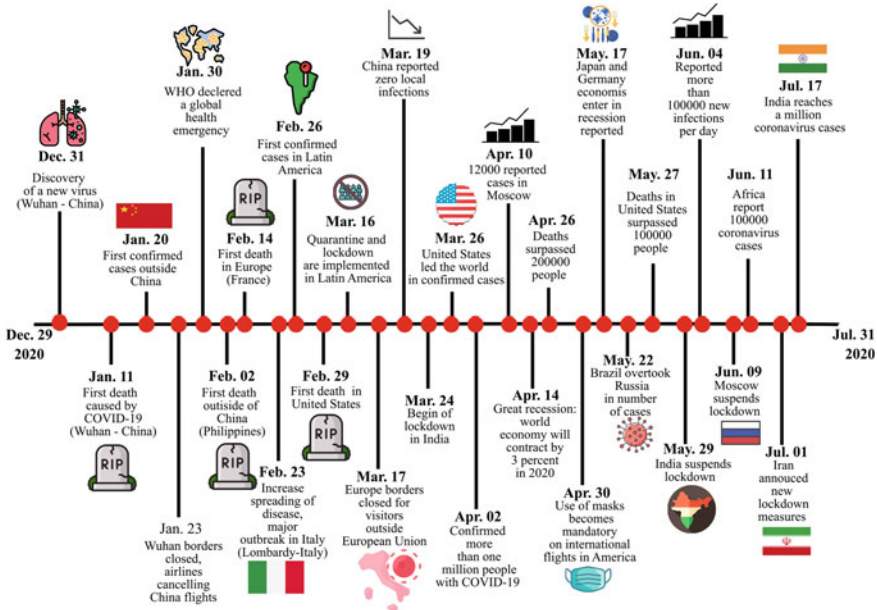 Dec. 29
2020
Dec. 31
Discovery
of a new virus
(Wuhan - China)
Jan. 11
First death
caused by
COVID-19
(Wuhan - China)
RIP
Jan. 20
First confirmed
cases outside
China
Jan. 23
Wuhan borders
closed,
airlines
cancelling
China flights
Jan. 30
WHO declered
a global
health
emergency
Feb. 02
First death
outiside of
China
(Philippines)
RIP
RIP
Feb. 14
First death
in Europe
(France)
Feb. 23
Increase
spreading of
disease,
major
outbreak in Italy
(Lombardy-Italy)
Feb. 26
First confirmed
cases in Latin
America
Feb. 29
First death in
United States
RIP
Mar. 16
Quarantine and
lockdown
are implemented
in Latin America
Mar. 17
Europe borders
closed for
visitors
outside
European Union
Mar. 19
China reported
zero local
infections
Mar. 24
Begin of
lockdown
in India
Mar. 26
United States
led the world
in confirmed cases
Apr. 02
Confirmed
more
than one
million people
with COVID-19
Apr. 10
12000 reported
cases in
Moscow
Apr. 14
Great recession:
world
economy will
contract by
3 percent
in 2020
Apr. 26
Deaths
surpassed
200000
people
Apr. 30
Use of masks
becomes
mandatory
on international
flights in America
May. 17
Japan and
Germany
economis
enter in
recession
reported
May. 22
Brazil overtook
Russia
in number
of cases
May. 27
Deaths in
United States
surpassed
100000
people
May. 29
India suspends
lockdown
Jun. 04
Reported
more
than
100000 new
infections
per day
Jun. 09
Moscow
suspends
lockdown
Jun. 11
Africa
report
100000
coronavirus
cases
Jul. 01
Iran
annouced
new
lockdown
measures
Jul. 17
India reaches
a million
coronavirus cases
Jul. 31
2020